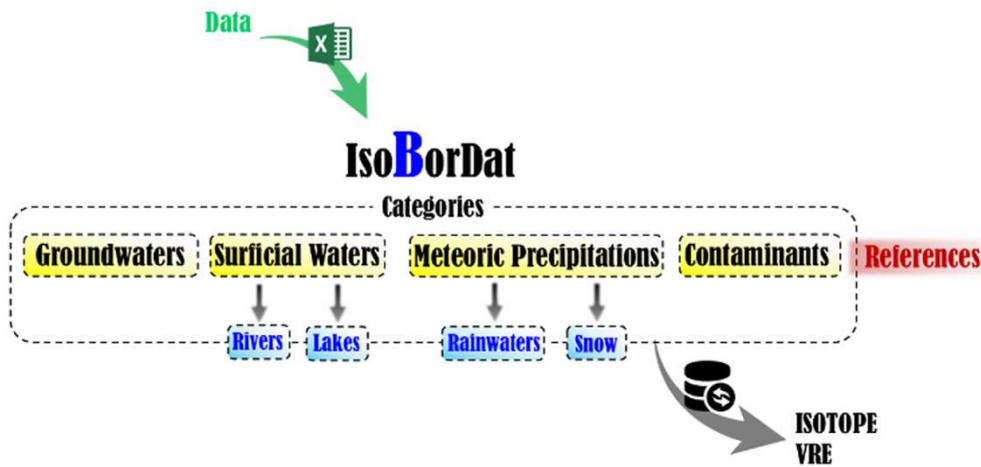 Data
X
IsoBorDat
Categories
Groundwaters
Surficial Waters
Meteoric Precipitations
Contaminants
References
Rivers
Lakes
Rainwaters
Snow
ISOTOPE
VRE